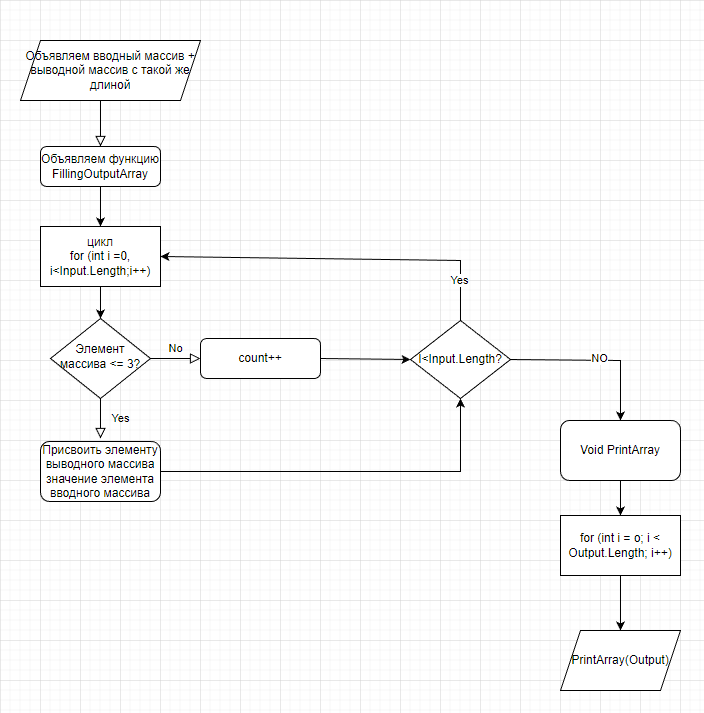 Объявляем вводный массив +
выводной массив с такой же
длиной
Объявляем функцию
FillingOutputArray
цикл
for (int i =0,
i<Input.Length;i++)
Элемент
массива <= 3?
No
count++
Yes
Присвоить элементу
выводного массива
значение элемента
вводного массива
i<Input.Length?
Yes
NO
Void PrintArray
for (int i = o; i <
Output.Length; i++)
PrintArray(Output)